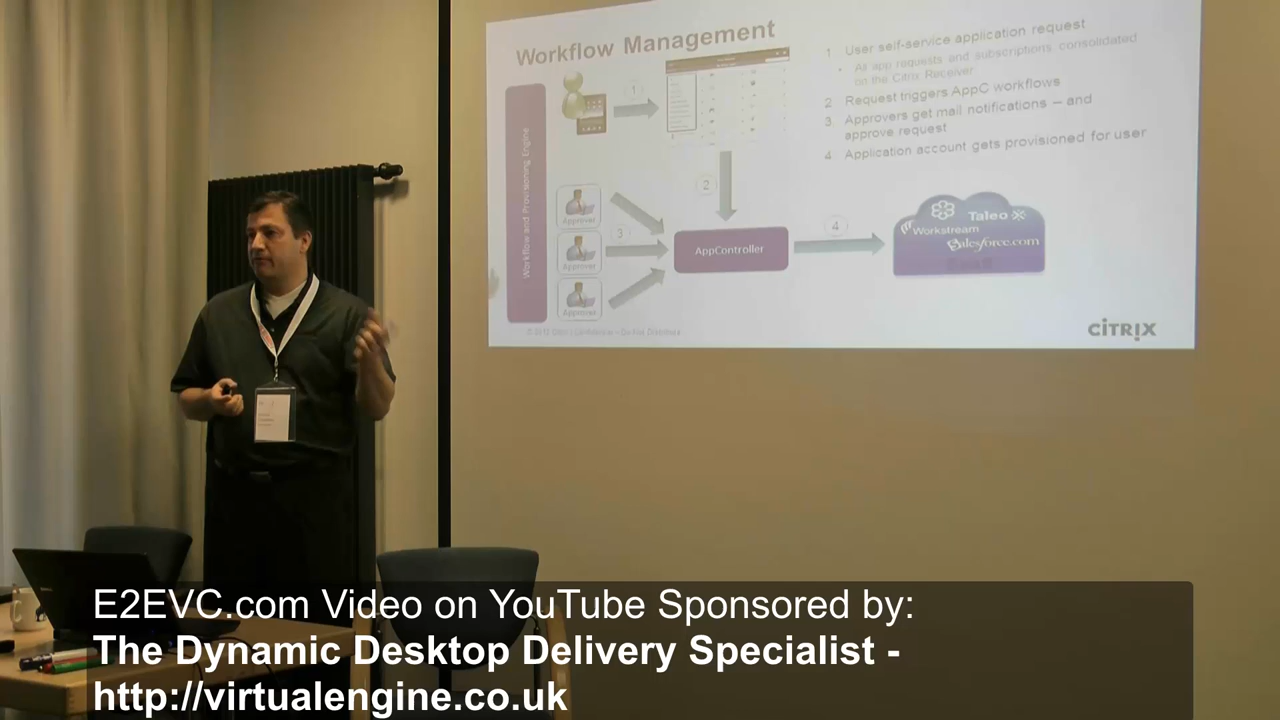 Workflow Management
Workflow and Provisioning Engine
1
2
3
4
Approver
Approver
Approver
AppController
Taleo
Workstream
salesforce.com
1 User self-service application request
• All app requests and subscriptions consolidated
on the Citrix Receiver
2 Request triggers AppC workflows
3 Approvers get mail notifications – and
approve request
4 Application account gets provisioned for user
CİTRIX
E2EVC.com Video on YouTube Sponsored by:
The Dynamic Desktop Delivery Specialist -
http://virtualengine.co.uk